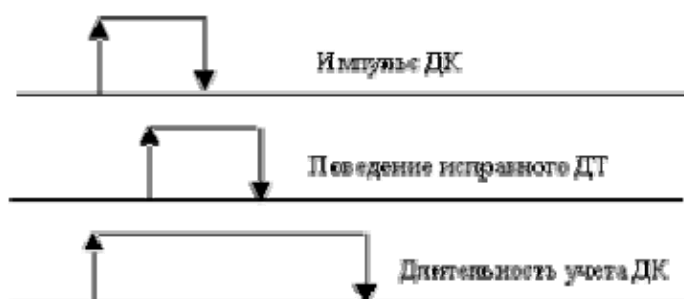 Импульс ДК
Поведение исправного ДТ
Длительность учета ДК